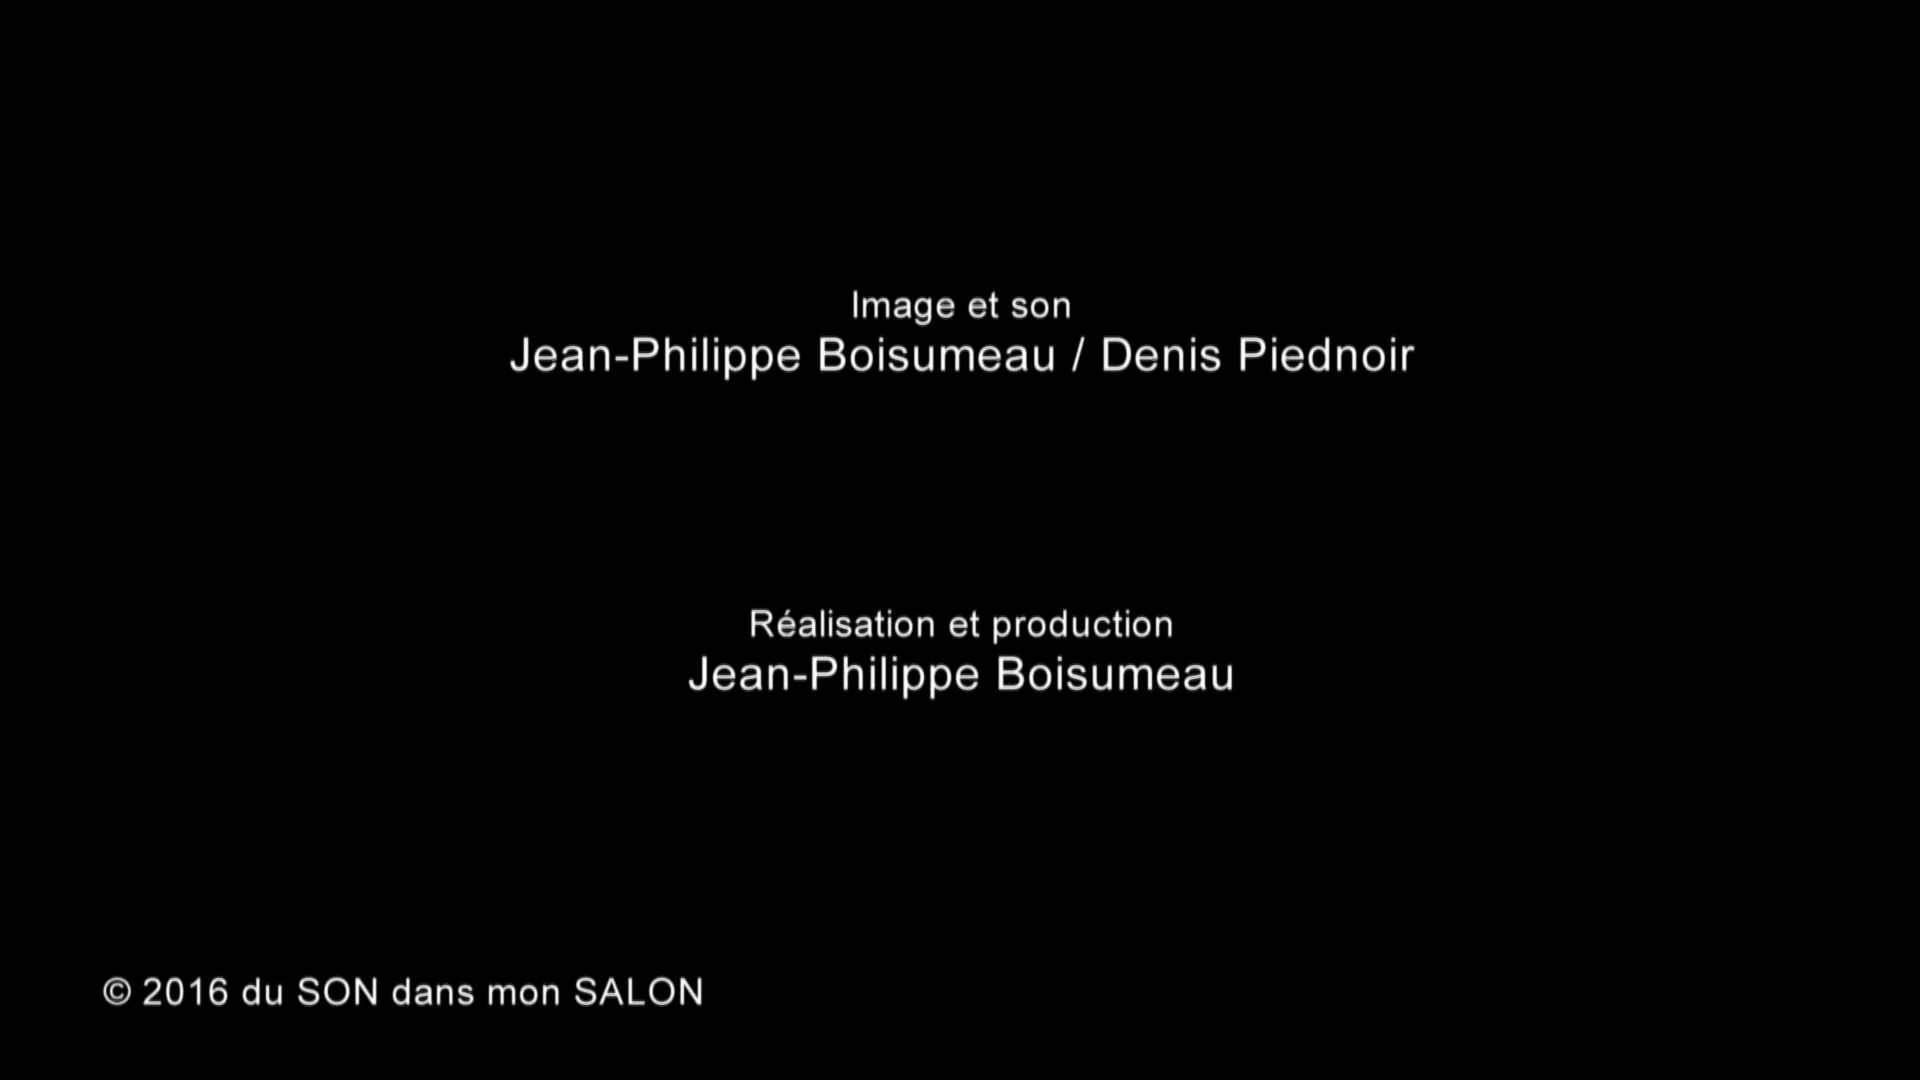 Image et son
Jean-Philippe Boisumeau / Denis Piednoir
Réalisation et production
Jean-Philippe Boisumeau
© 2016 du SON dans mon SALON